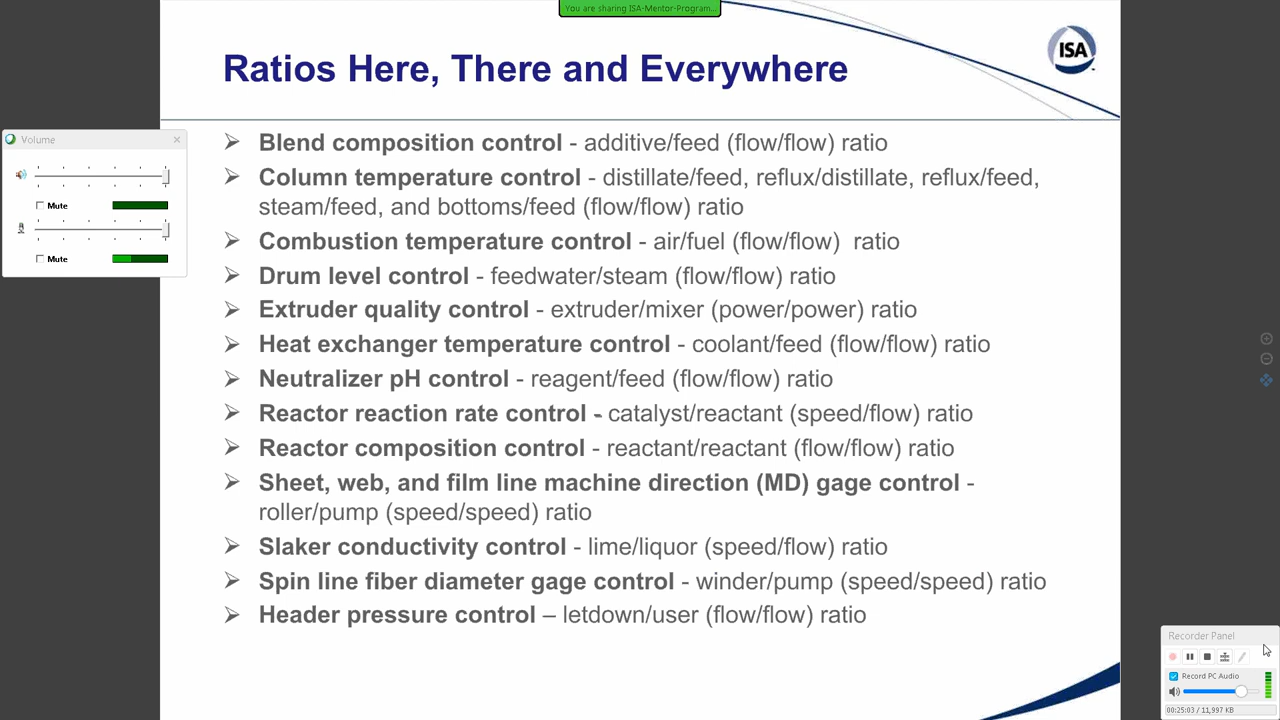 You are sharing ISA-Mentor-Program...
Ratios Here, There and Everywhere
ISA
Volume
Mute
Mute
➢ Blend composition control - additive/feed (flow/flow) ratio
➢ Column temperature control - distillate/feed, reflux/distillate, reflux/feed,
steam/feed, and bottoms/feed (flow/flow) ratio
➢ Combustion temperature control - air/fuel (flow/flow)  ratio
➢ Drum level control - feedwater/steam (flow/flow) ratio
➢ Extruder quality control - extruder/mixer (power/power) ratio
➢ Heat exchanger temperature control - coolant/feed (flow/flow) ratio
➢ Neutralizer pH control - reagent/feed (flow/flow) ratio
➢ Reactor reaction rate control - catalyst/reactant (speed/flow) ratio
➢ Reactor composition control - reactant/reactant (flow/flow) ratio
➢ Sheet, web, and film line machine direction (MD) gage control -
roller/pump (speed/speed) ratio
➢ Slaker conductivity control - lime/liquor (speed/flow) ratio
➢ Spin line fiber diameter gage control - winder/pump (speed/speed) ratio
➢ Header pressure control – letdown/user (flow/flow) ratio
Recorder Panel
Record PC Audio
00:25:03 / 11,997 KB